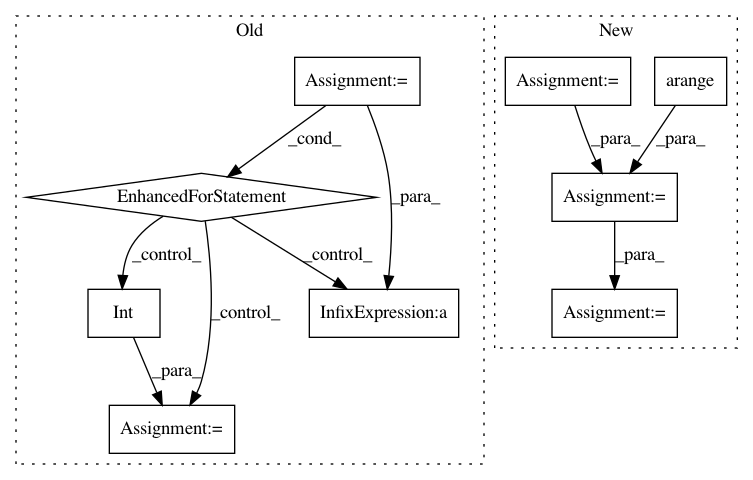 Old
New
Assignment:=
Assignment:=
arange
_cond_
_para_
_para_
EnhancedForStatement
_para_
Assignment:=
_control_
_control_
_control_
_para_
Int
InfixExpression:a
Assignment:=
_para_
Assignment:=